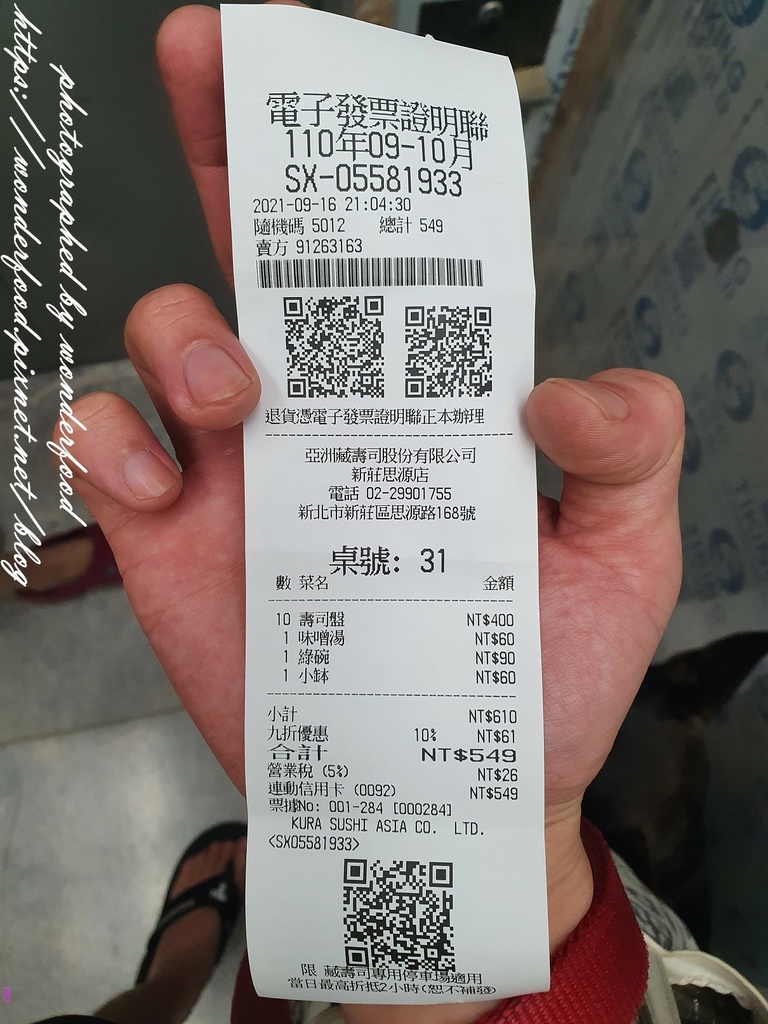 電子發票證明聯
110年09-10月
SX-05581933
2021-09-16 21:04:30
隨機碼 5012 總計 549
賣方 91263163
退貨憑電子發票證明聯正本辦理
亞洲藏壽司股份有限公司
新莊思源店
電話 02-29901755
新北市新莊區思源路168號
桌號: 31
數 菜名 金額
10 壽司盤 NT$400
1 味噌湯 NT$60
1 綠碗 NT$90
1 小缽 NT$60
小計 NT$610
九折優惠 10% NT$61
合計 NT$549
營業稅 (5%) NT$26
連動信用卡 (0092) NT$549
票據No: 001-284 [000284]
KURA SUSHI ASIA CO. LTD.
<SX05581933>
限 藏壽司專用停車場適用
當日最高折抵2小時(恕不補發)
photographed by wonderfood
https://wonderfood.pixnet.net/blog